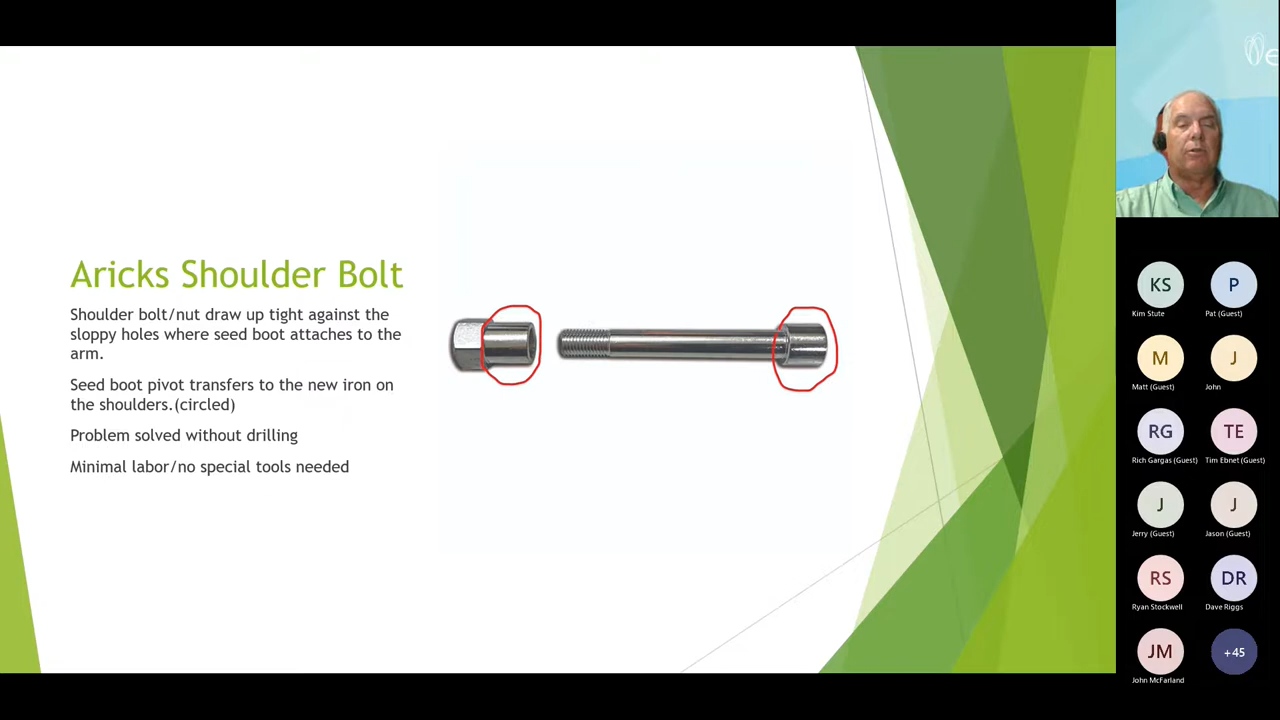 Aricks Shoulder Bolt
Shoulder bolt/nut draw up tight against the
sloppy holes where seed boot attaches to the
arm.
Seed boot pivot transfers to the new iron on
the shoulders.(circled)
Problem solved without drilling
Minimal labor/no special tools needed
KS
Kim Stute
P
Pat (Guest)
M
Matt (Guest)
J
John
RG
Rich Gargas (Guest)
TE
Tim Ebnet (Guest)
J
Jerry (Guest)
J
Jason (Guest)
RS
Ryan Stockwell
DR
Dave Riggs
JM
John McFarland
+45